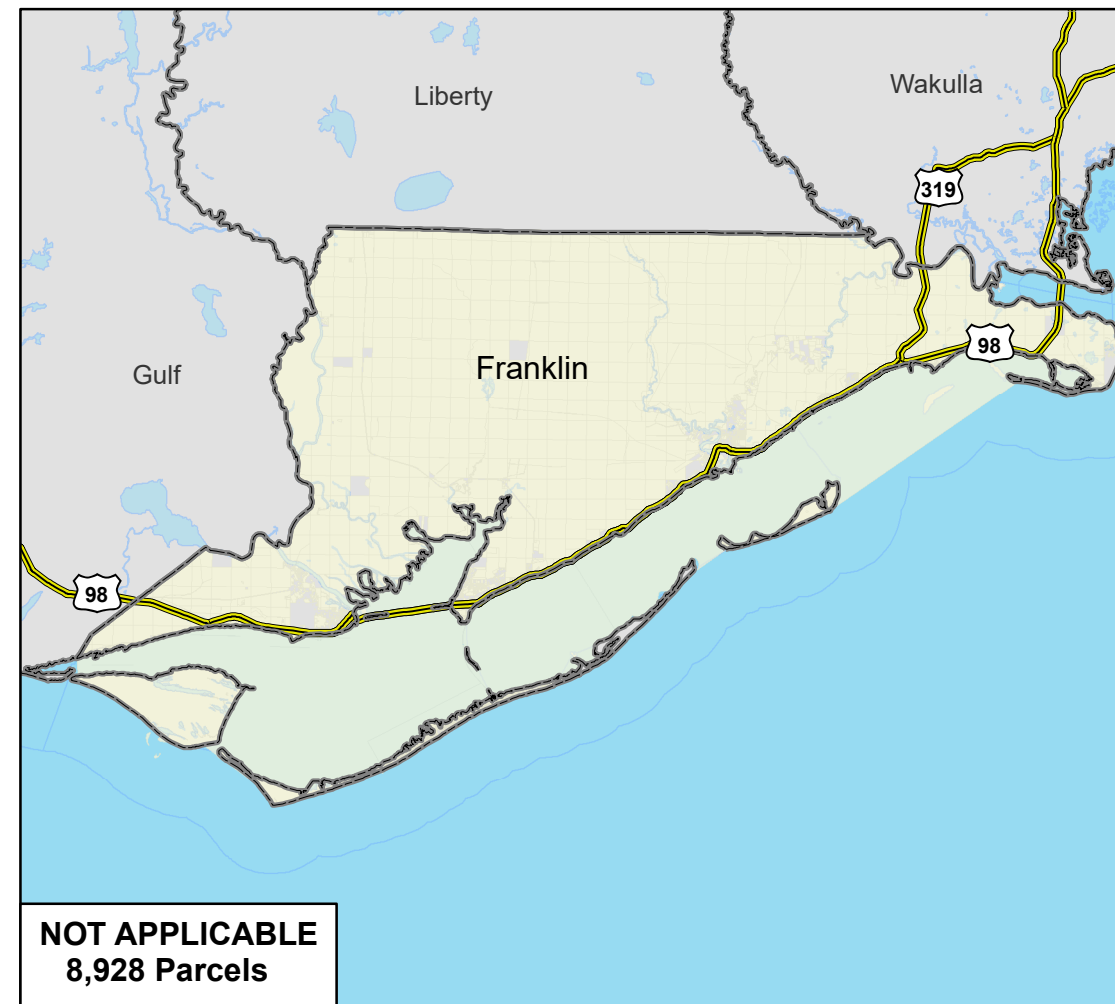 Liberty
Wakulla
319
Gulf
Franklin
98
98
NOT APPLICABLE
8,928 Parcels